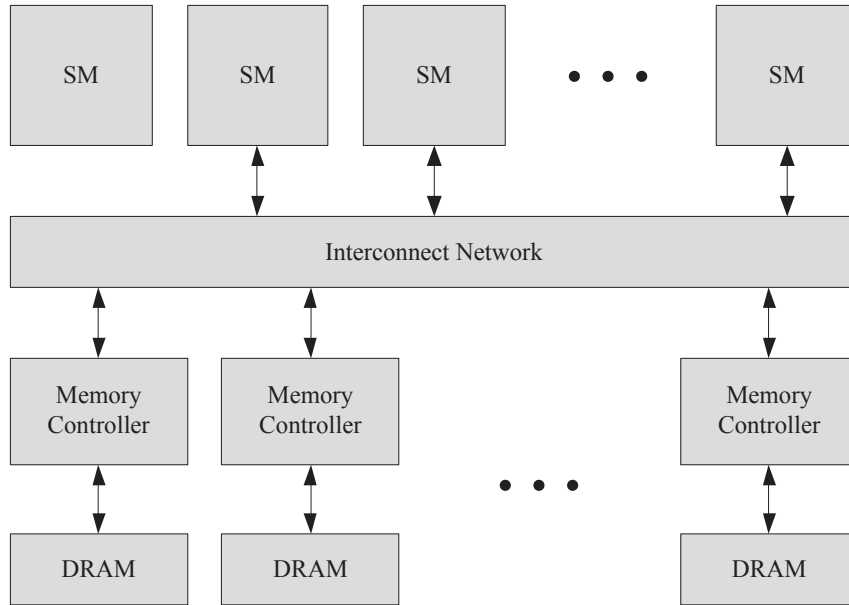 SM
SM
SM
SM
Interconnect Network
Memory
Controller
Memory
Controller
Memory
Controller
DRAM
DRAM
DRAM